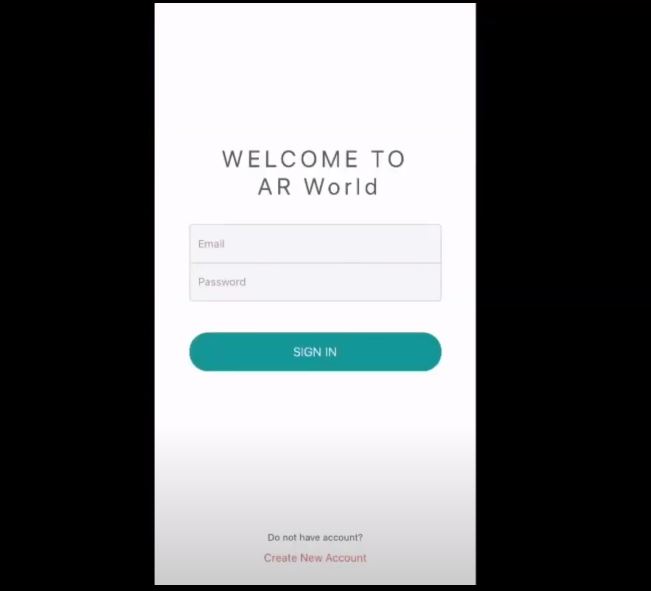 WELCOME TO
AR World
Email
Password
SIGN IN
Do not have account?
Create New Account